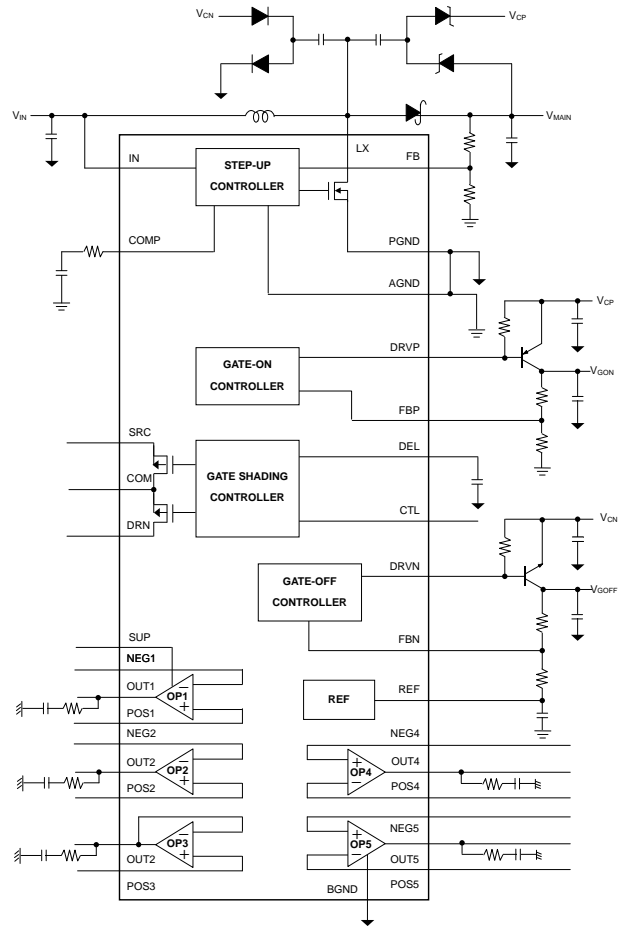 VCN
VCP
VIN
VMAIN
LX
IN
FB
STEP-UP
CONTROLLER
COMP
PGND
AGND
VCP
DRVP
GATE-ON
CONTROLLER
VGON
FBP
SRC
DEL
COM
GATE SHADING
CONTROLLER
CTL
DRN
VCN
DRVN
GATE-OFF
CONTROLLER
VGOFF
FBN
SUP
NEG1
OUT1
OP1
POS1
REF
REF
NEG2
NEG4
OUT2
OP2
OP4
OUT4
POS2
POS4
OP3
NEG5
OP5
OUT2
OUT5
POS3
BGND
POS5